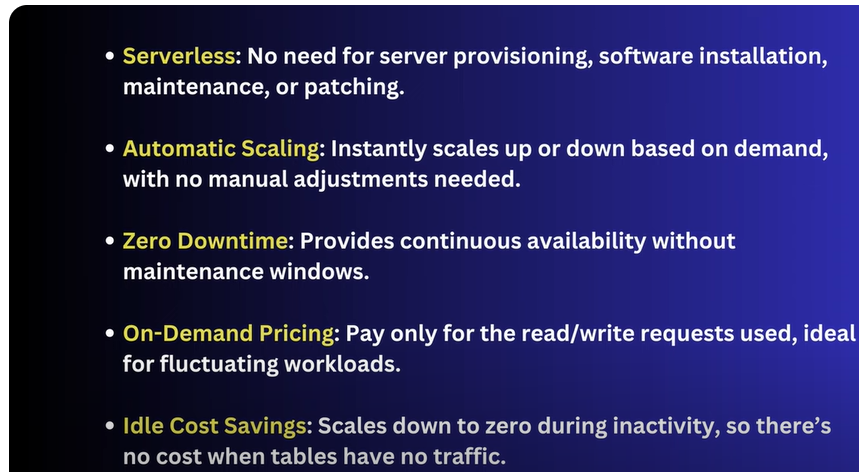 • Serverless: No need for server provisioning, software installation,
maintenance, or patching.
• Automatic Scaling: Instantly scales up or down based on demand,
with no manual adjustments needed.
• Zero Downtime: Provides continuous availability without
maintenance windows.
• On-Demand Pricing: Pay only for the read/write requests used, ideal
for fluctuating workloads.
• Idle Cost Savings: Scales down to zero during inactivity, so there’s
no cost when tables have no traffic.